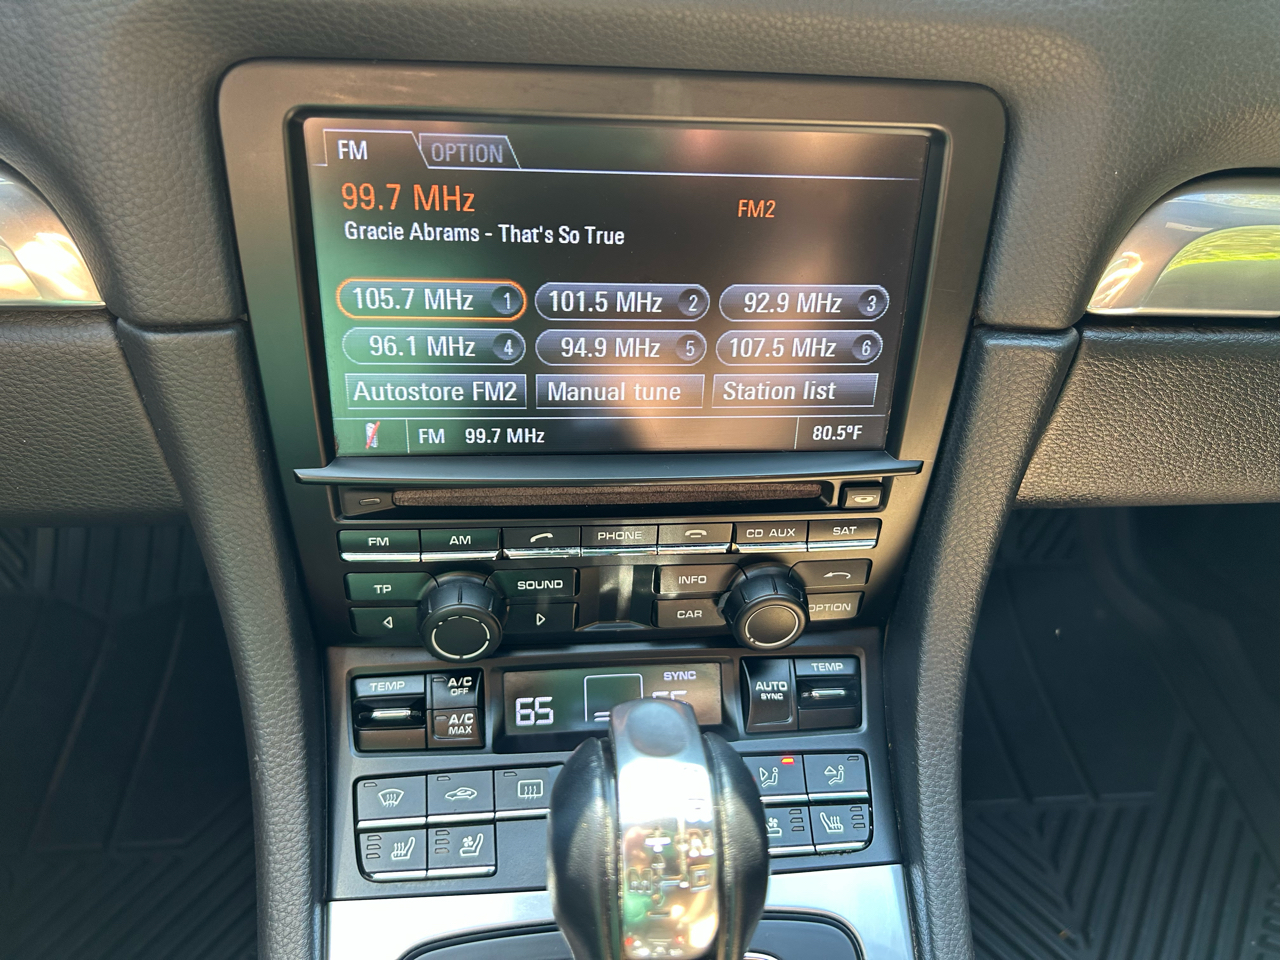 FM OPTION
99.7 MHz FM2
Gracie Abrams - That's So True
105.7 MHz 1 101.5 MHz 2 92.9 MHz 3
96.1 MHz 4 94.9 MHz 5 107.5 MHz 6
Autostore FM2 Manual tune Station list
FM 99.7 MHz 80.5°F
FM AM PHONE CD AUX SAT
TP SOUND INFO
CAR OPTION
TEMP A/C OFF SYNC AUTO SYNC TEMP
65
A/C MAX